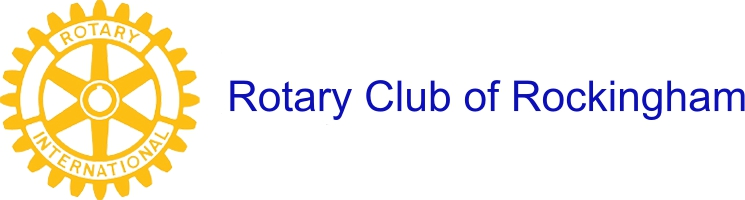 ROTARY
INTERNATIONAL
Rotary Club of Rockingham